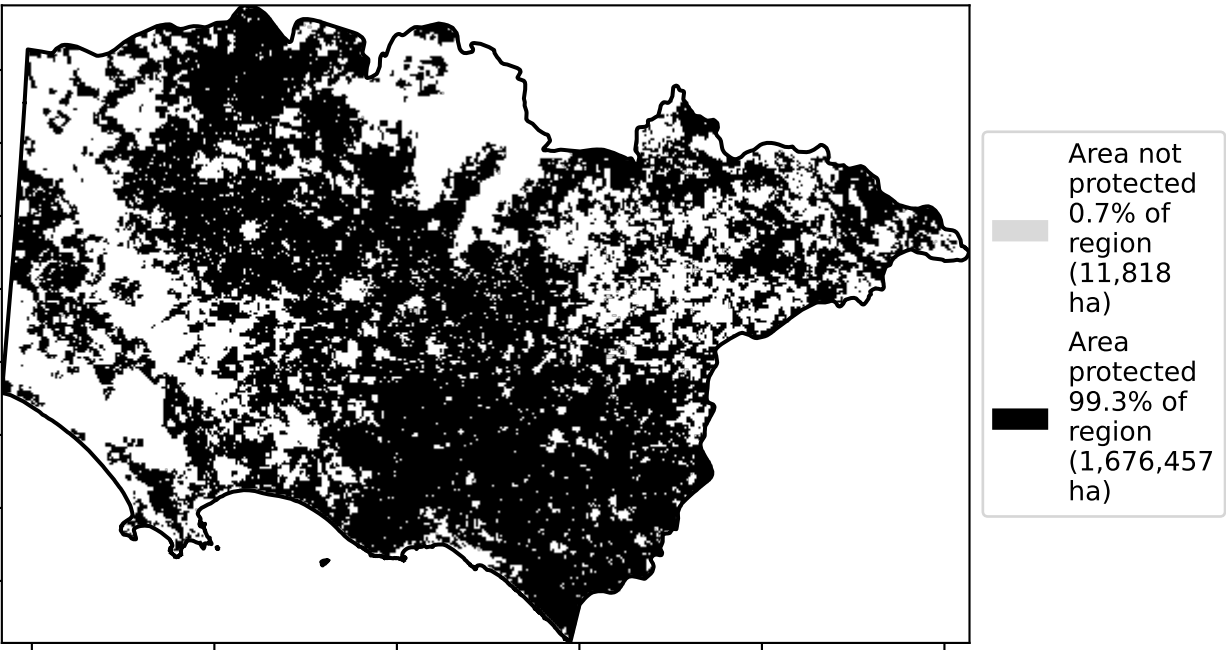 Area not
protected
0.7% of
region
(11,818
ha)
Area
protected
99.3% of
region
(1,676,457
ha)